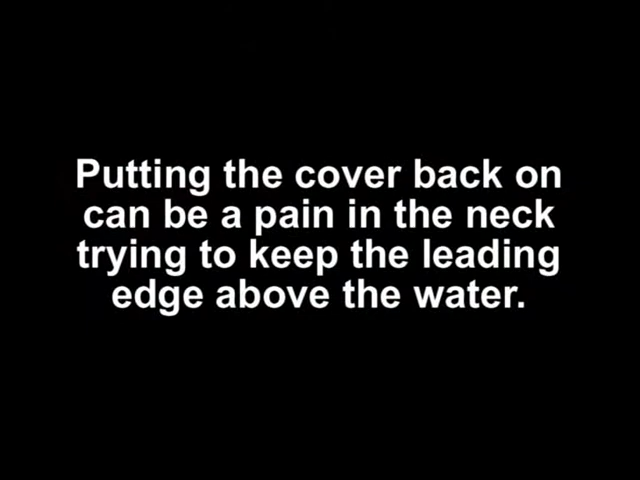 Putting the cover back on
can be a pain in the neck
trying to keep the leading
edge above the water.